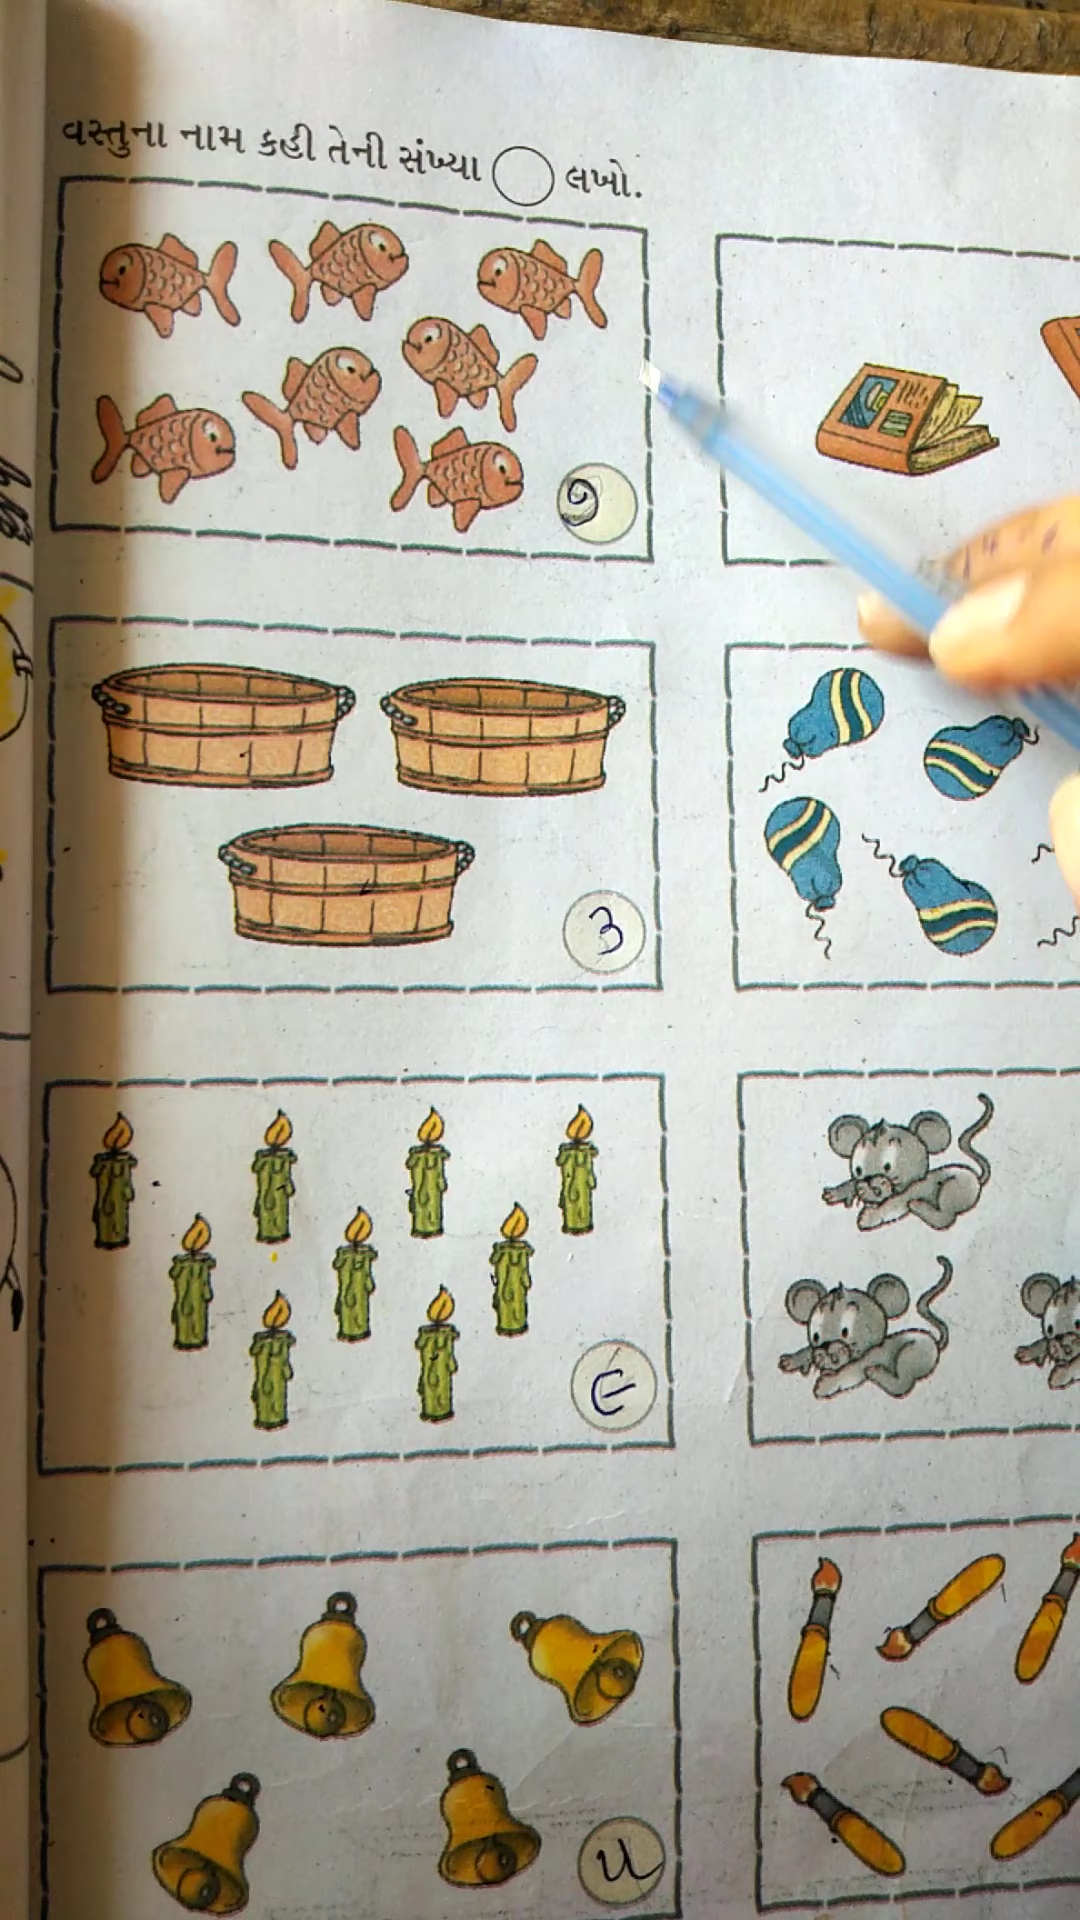 વસ્તુના નામ કહી તેની સંખ્યા ◯ લખો.
૭
૩
૯
૫